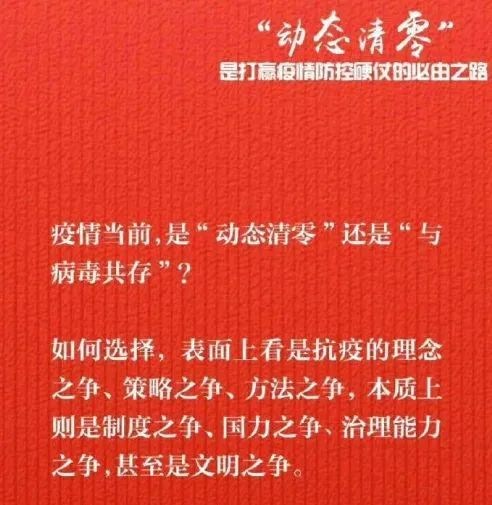 “动态清零”
是打赢疫情防控硬仗的必由之路
疫情当前,是“动态清零”还是“与
病毒共存”?
如何选择，表面上看是抗疫的理念
之争、策略之争、方法之争，本质上
则是制度之争、国力之争、治理能力
之争,甚至是文明之争。